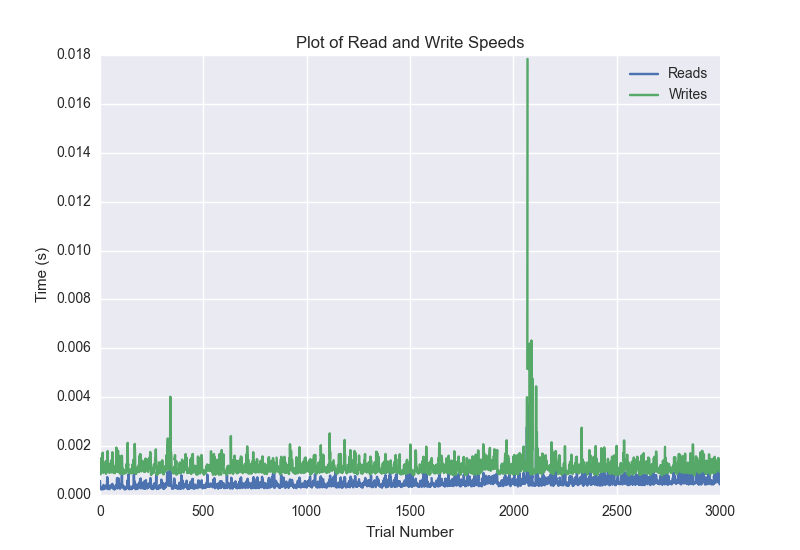 Plot of Read and Write Speeds
0.018
0.016
0.014
0.012
0.010
0.008
0.006
0.004
0.002
0.000
Time (s)
Reads
Writes
0 500 1000 1500 2000 2500 3000
Trial Number